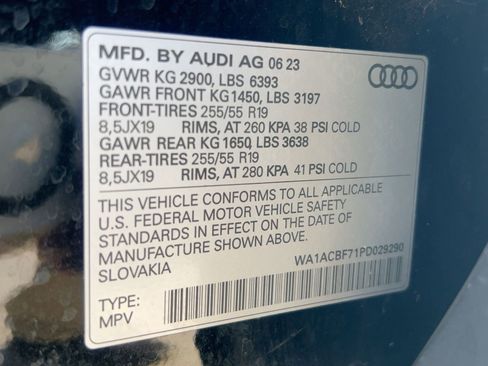 MFD. BY AUDI AG 06 23
GVWR KG 2900, LBS 6393
GAWR FRONT KG1450, LBS 3197
FRONT-TIRES 255/55 R19
8,5JX19 RIMS, AT 260 KPA 38 PSI COLD
GAWR REAR KG 1650, LBS 3638
REAR-TIRES 255/55 R19
8,5JX19 RIMS, AT 280 KPA 41 PSI COLD
THIS VEHICLE CONFORMS TO ALL APPLICABLE
U.S. FEDERAL MOTOR VEHICLE SAFETY
STANDARDS IN EFFECT ON THE DATE OF
MANUFACTURE SHOWN ABOVE.
SLOVAKIA
WA1ACBF71PD029290
TYPE:
MPV